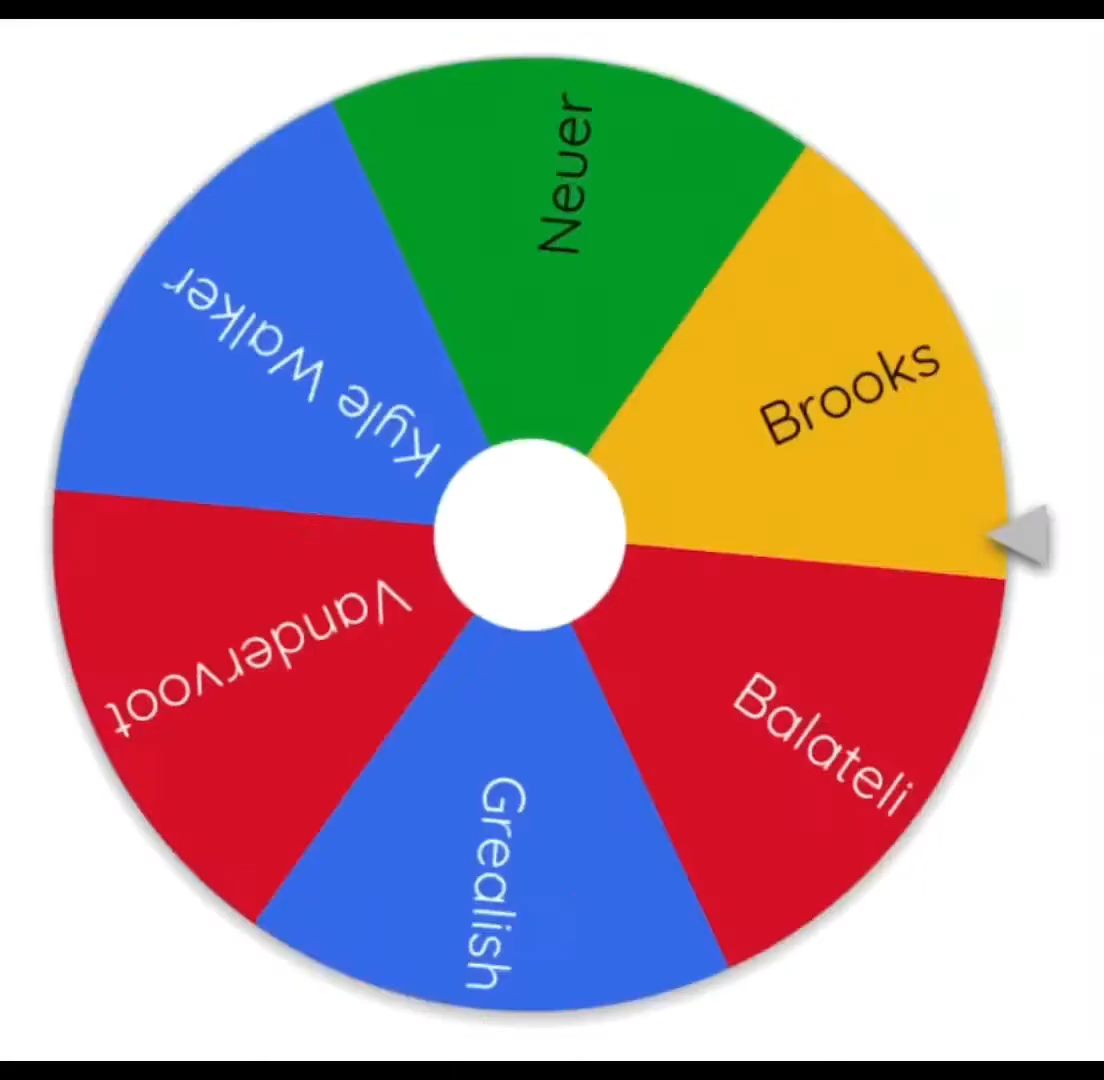 Neuer
Brooks
Balateli
Grealish
Vandervoot
Kyle Walker